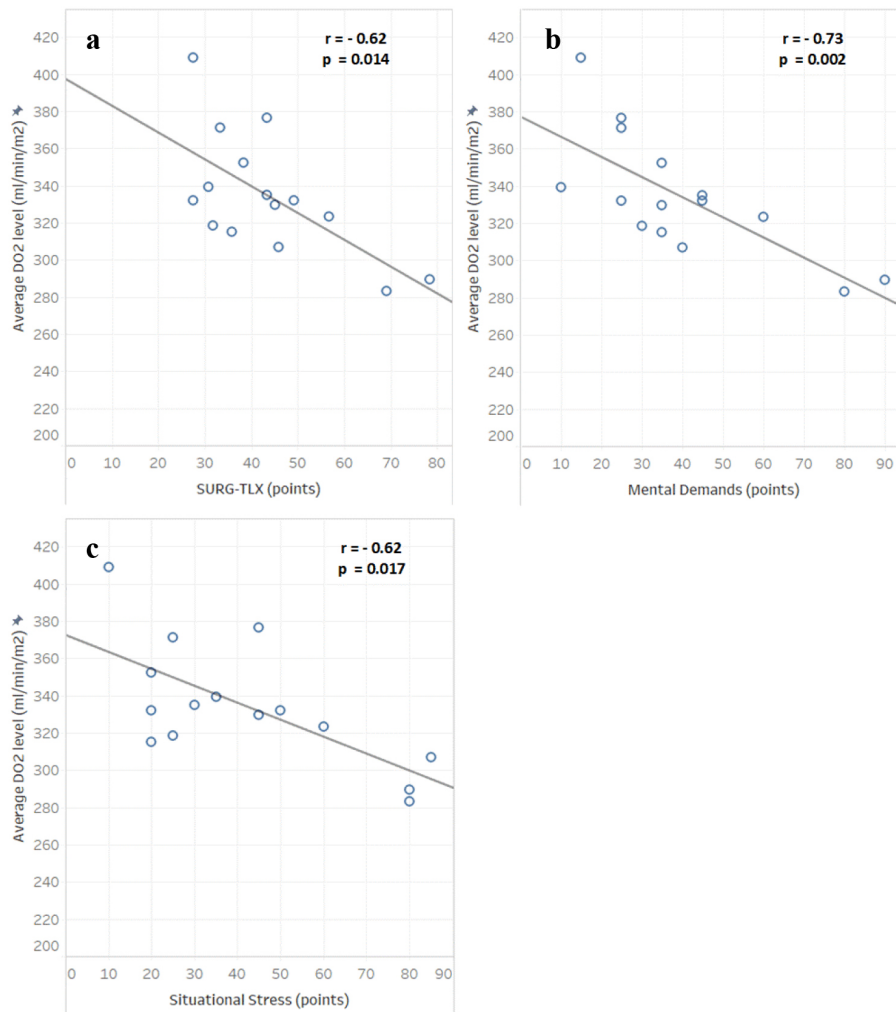 a
r = - 0.62
p = 0.014
420
400
380
360
340
320
300
280
260
240
220
200
Average DO2 level (ml/min/m2)
0 10 20 30 40 50 60 70 80
SURG-TLX (points)
b
r = - 0.73
p = 0.002
420
400
380
360
340
320
300
280
260
240
220
200
Average DO2 level (ml/min/m2)
0 10 20 30 40 50 60 70 80 90
Mental Demands (points)
c
r = - 0.62
p = 0.017
420
400
380
360
340
320
300
280
260
240
220
200
Average DO2 level (ml/min/m2)
0 10 20 30 40 50 60 70 80 90
Situational Stress (points)